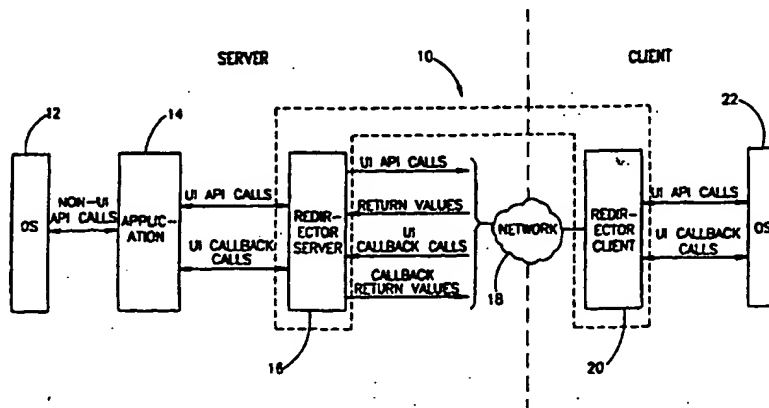 SERVER
CLIENT
10
12
14
22
OS
NON-UI
API CALLS
APPLIC-
ATION
UI API CALLS
UI CALLBACK
CALLS
REDIR-
ECTOR
SERVER
16
UI API CALLS
RETURN VALUES
UI
CALLBACK CALLS
CALLBACK
RETURN VALUES
NETWORK
18
REDIR-
ECTOR
CLIENT
20
UI API CALLS
UI CALLBACK
CALLS
OS